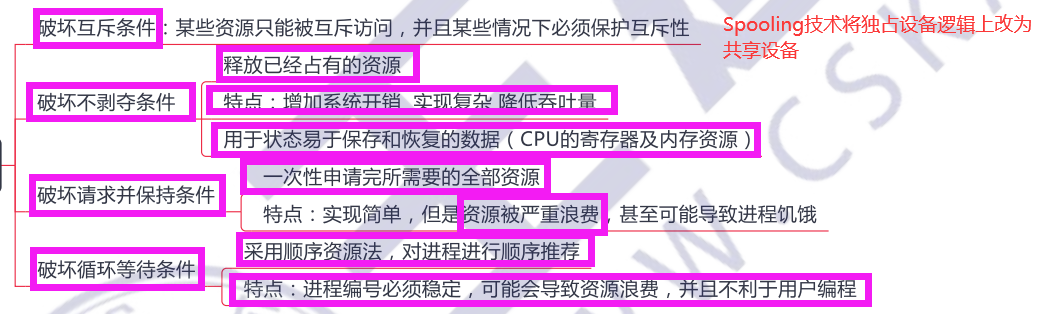 破坏互斥条件：某些资源只能被互斥访问，并且某些情况下必须保护互斥性
Spooling技术将独占设备逻辑上改为
共享设备
释放已经占有的资源
破坏不剥夺条件
特点：增加系统开销 实现复杂 降低吞吐量
用于状态易于保存和恢复的数据（CPU的寄存器及内存资源）
一次性申请完所需要的全部资源
破坏请求并保持条件
特点：实现简单，但是资源被严重浪费，甚至可能导致进程饥饿
采用顺序资源法，对进程进行顺序推荐
破坏循环等待条件
特点：进程编号必须稳定，可能会导致资源浪费，并且不利于用户编程